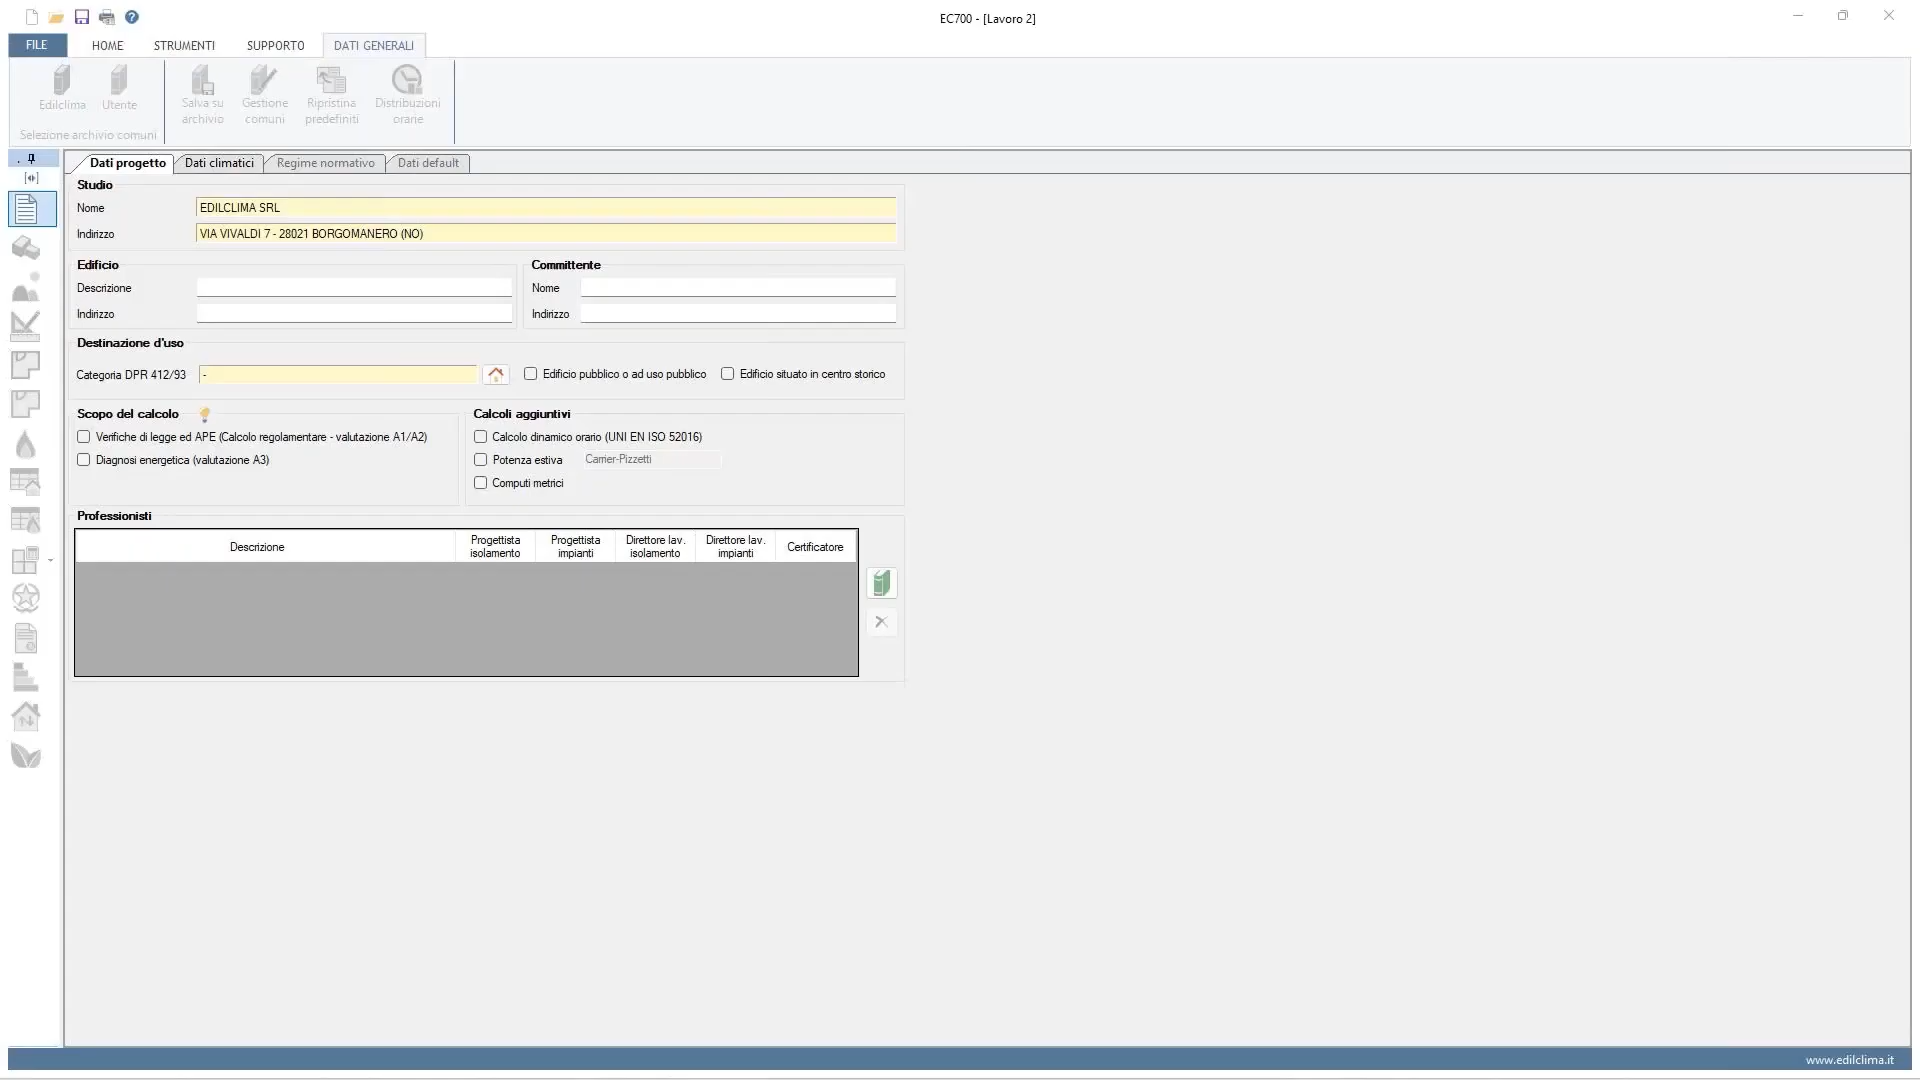 EC700 - [Lavoro 2]
FILE HOME STRUMENTI SUPPORTO DATI GENERALI
Edilclima Utente
Selezione archivio comuni
Salva su archivio
Gestione comuni
Ripristina predefiniti
Distribuzioni orarie
Dati progetto Dati climatici Regime normativo Dati default
Studio
Nome EDILCLIMA SRL
Indirizzo VIA VIVALDI 7 - 28021 BORGOMANERO (NO)
Edificio
Descrizione
Indirizzo
Committente
Nome
Indirizzo
Destinazione d'uso
Categoria DPR 412/93 -
Edificio pubblico o ad uso pubblico
Edificio situato in centro storico
Scopo del calcolo
Verifiche di legge ed APE (Calcolo regolamentare - valutazione A1/A2)
Diagnosi energetica (valutazione A3)
Calcoli aggiuntivi
Calcolo dinamico orario (UNI EN ISO 52016)
Potenza estiva Carrier-Pizzetti
Computi metrici
Professionisti
Descrizione
Progettista isolamento
Progettista impianti
Direttore lav. isolamento
Direttore lav. impianti
Certificatore
www.edilclima.it